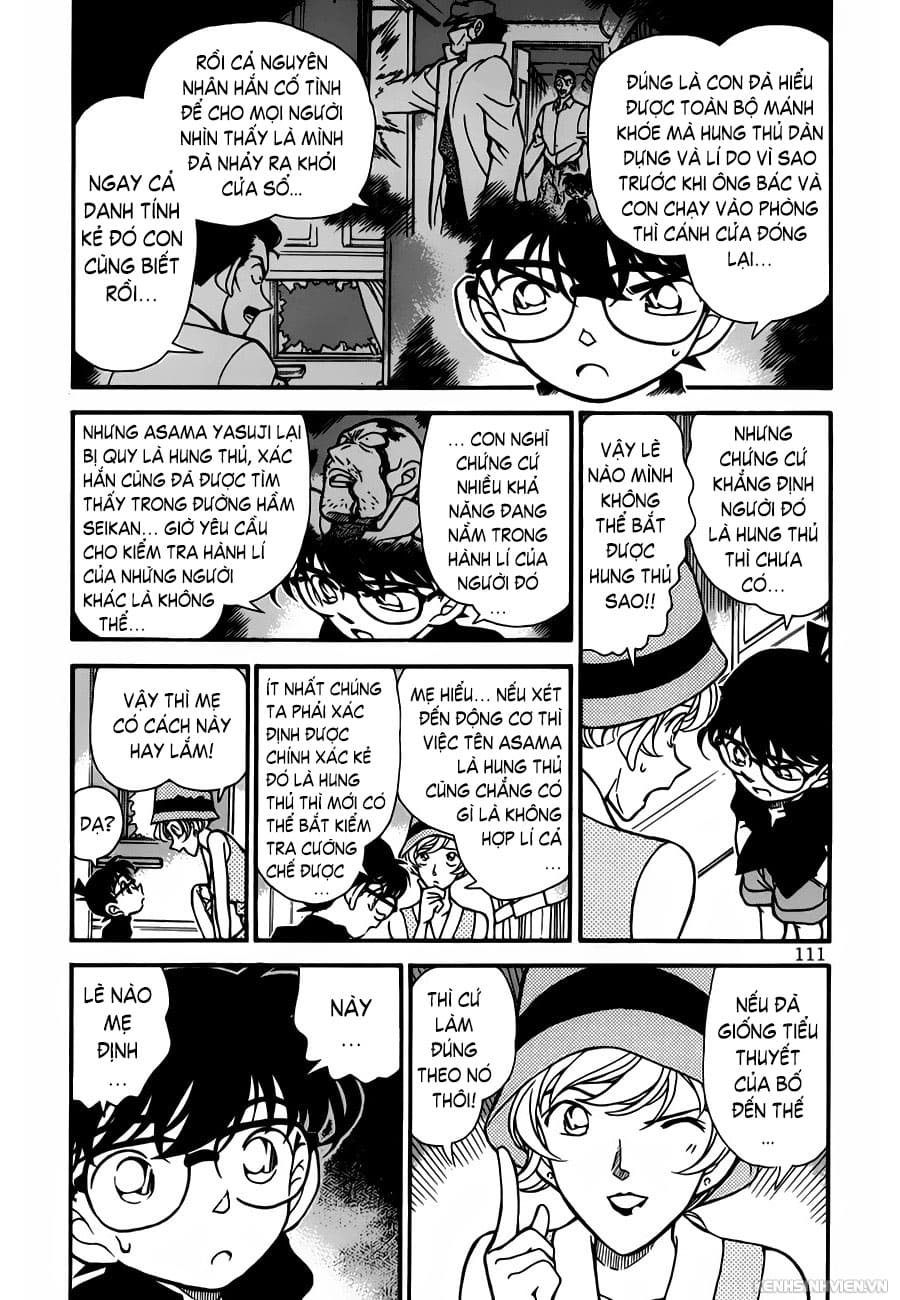 ĐÚNG LÀ CON ĐÃ HIỂU
ĐƯỢC TOÀN BỘ MÁNH
KHÓE MÀ HUNG THỦ DÀN
DỰNG VÀ LÍ DO VÌ SAO
TRƯỚC KHI ÔNG BÁC VÀ
CON CHẠY VÀO PHÒNG
THÌ CÁNH CỬA ĐÓNG
LẠI...
RỒI CẢ NGUYÊN
NHÂN HẮN CỐ TÌNH
ĐỂ CHO MỌI NGƯỜI
NHÌN THẤY LÀ MÌNH
ĐÃ NHẢY RA KHỎI
CỬA SỔ...
NGAY CẢ
DANH TÍNH
KẺ ĐÓ CON
CŨNG BIẾT
RỒI...
NHƯNG
CHỨNG CỨ
KHẲNG ĐỊNH
NGƯỜI ĐÓ
LÀ HUNG THỦ
THÌ CHƯA
CÓ...
VẬY LẼ
NÀO MÌNH
KHÔNG
THỂ BẮT
ĐƯỢC
HUNG THỦ
SAO!!
... CON NGHĨ
CHỨNG CỨ
NHIỀU KHẢ
NĂNG ĐANG
NẰM TRONG
HÀNH LÍ CỦA
NGƯỜI ĐÓ
...
NHƯNG ASAMA YASUJI LẠI
BỊ QUY LÀ HUNG THỦ, XÁC
HẮN CŨNG ĐÃ ĐƯỢC TÌM
THẤY TRONG ĐƯỜNG HẦM
SEIKAN... GIỜ YÊU CẦU
CHO KIỂM TRA HÀNH LÍ
CỦA NHỮNG NGƯỜI
KHÁC LÀ KHÔNG
THỂ...
MẸ HIỂU... NẾU XÉT
ĐẾN ĐỘNG CƠ THÌ
VIỆC TÊN ASAMA
LÀ HUNG THỦ
CŨNG CHẲNG CÓ
GÌ LÀ KHÔNG
HỢP LÍ CẢ
ÍT NHẤT CHÚNG
TA PHẢI XÁC
ĐỊNH ĐƯỢC
CHÍNH XÁC KẺ
ĐÓ LÀ HUNG
THỦ THÌ MỚI CÓ
THỂ BẮT KIỂM
TRA CƯỠNG
CHẾ ĐƯỢC
...
VẬY THÌ MẸ
CÓ CÁCH NÀY
HAY LẮM!
DẠ?
111
NẾU ĐÃ
GIỐNG TIỂU
THUYẾT
CỦA BỐ
ĐẾN THẾ
...
THÌ CỨ
LÀM
ĐÚNG
THEO NÓ
THÔI!
NÀY
...
LẼ NÀO
MẸ
ĐỊNH
...
KENHSINHVIEN.VN